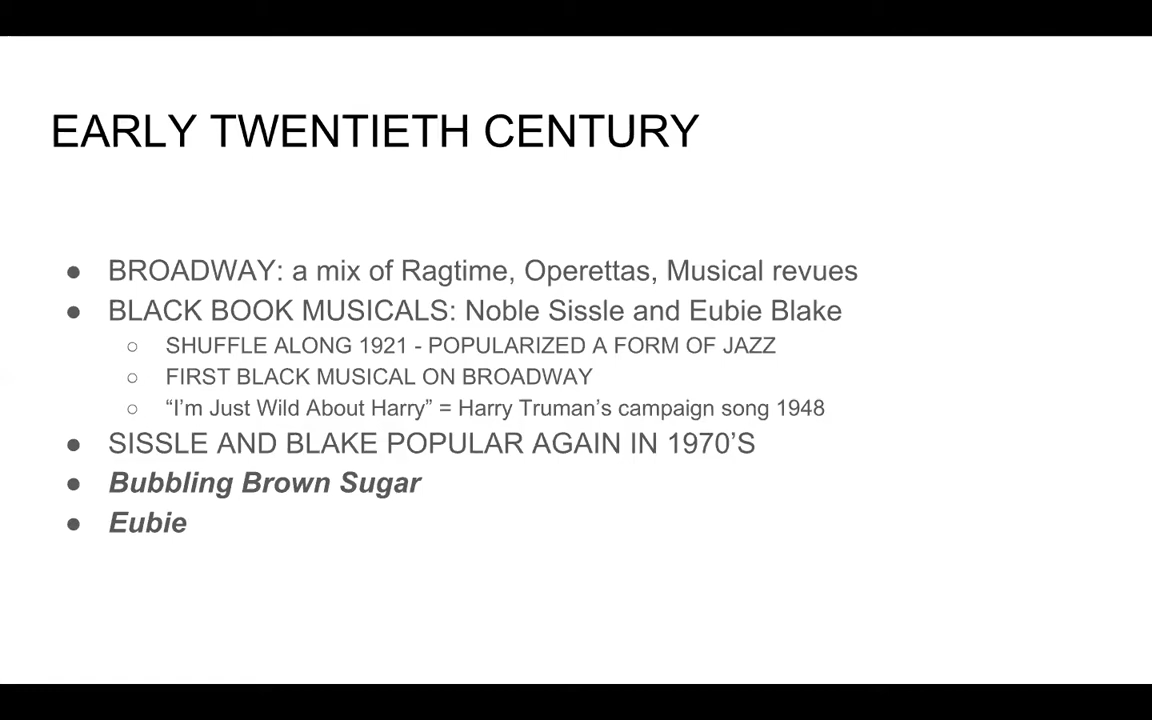 EARLY TWENTIETH CENTURY
● BROADWAY: a mix of Ragtime, Operettas, Musical revues
● BLACK BOOK MUSICALS: Noble Sissle and Eubie Blake
○ SHUFFLE ALONG 1921 - POPULARIZED A FORM OF JAZZ
○ FIRST BLACK MUSICAL ON BROADWAY
○ “I’m Just Wild About Harry” = Harry Truman’s campaign song 1948
● SISSLE AND BLAKE POPULAR AGAIN IN 1970’S
● Bubbling Brown Sugar
● Eubie